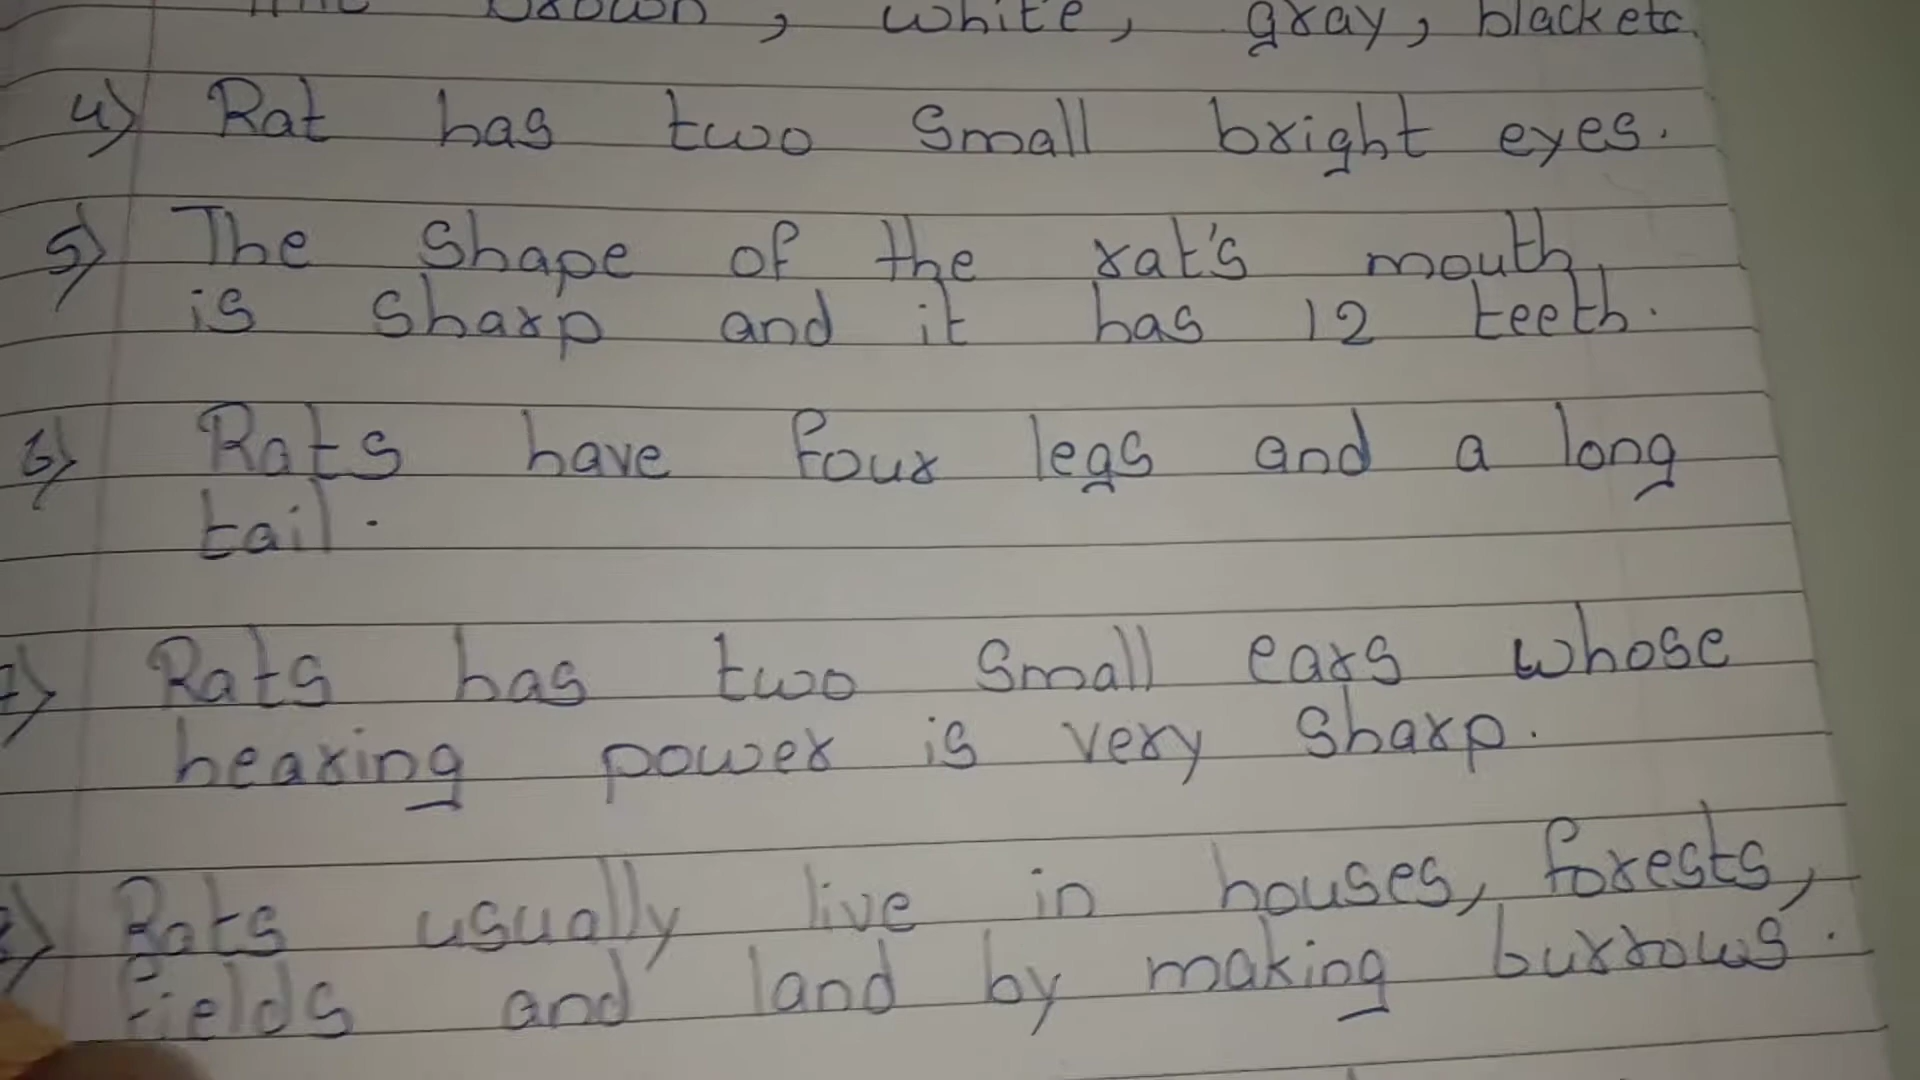 brown, white, gray, black etc.
4) Rat has two small bright eyes.
5) The shape of the rat's mouth
is sharp and it has 12 teeth.
6) Rats have four legs and a long
tail.
7) Rats has two small ears whose
hearing power is very sharp.
8) Rats usually live in houses, forests,
fields and land by making burrows.